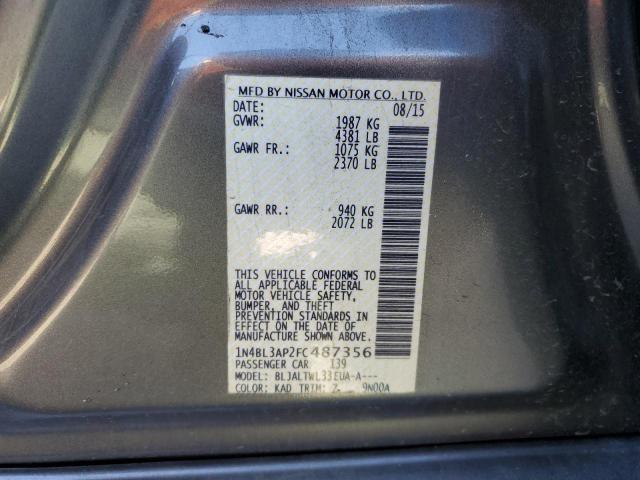 MFD BY NISSAN MOTOR CO., LTD.
DATE: 08/15
GVWR: 1987 KG
4381 LB
GAWR FR.: 1075 KG
2370 LB
GAWR RR.: 940 KG
2072 LB
THIS VEHICLE CONFORMS TO
ALL APPLICABLE FEDERAL
MOTOR VEHICLE SAFETY,
BUMPER, AND THEFT
PREVENTION STANDARDS IN
EFFECT ON THE DATE OF
MANUFACTURE SHOWN ABOVE.
1N4BL3AP2FC487356
PASSENGER CAR 139
MODEL: BLJALTWL33EUA-A---
COLOR: KAD TRIM: 9N00A